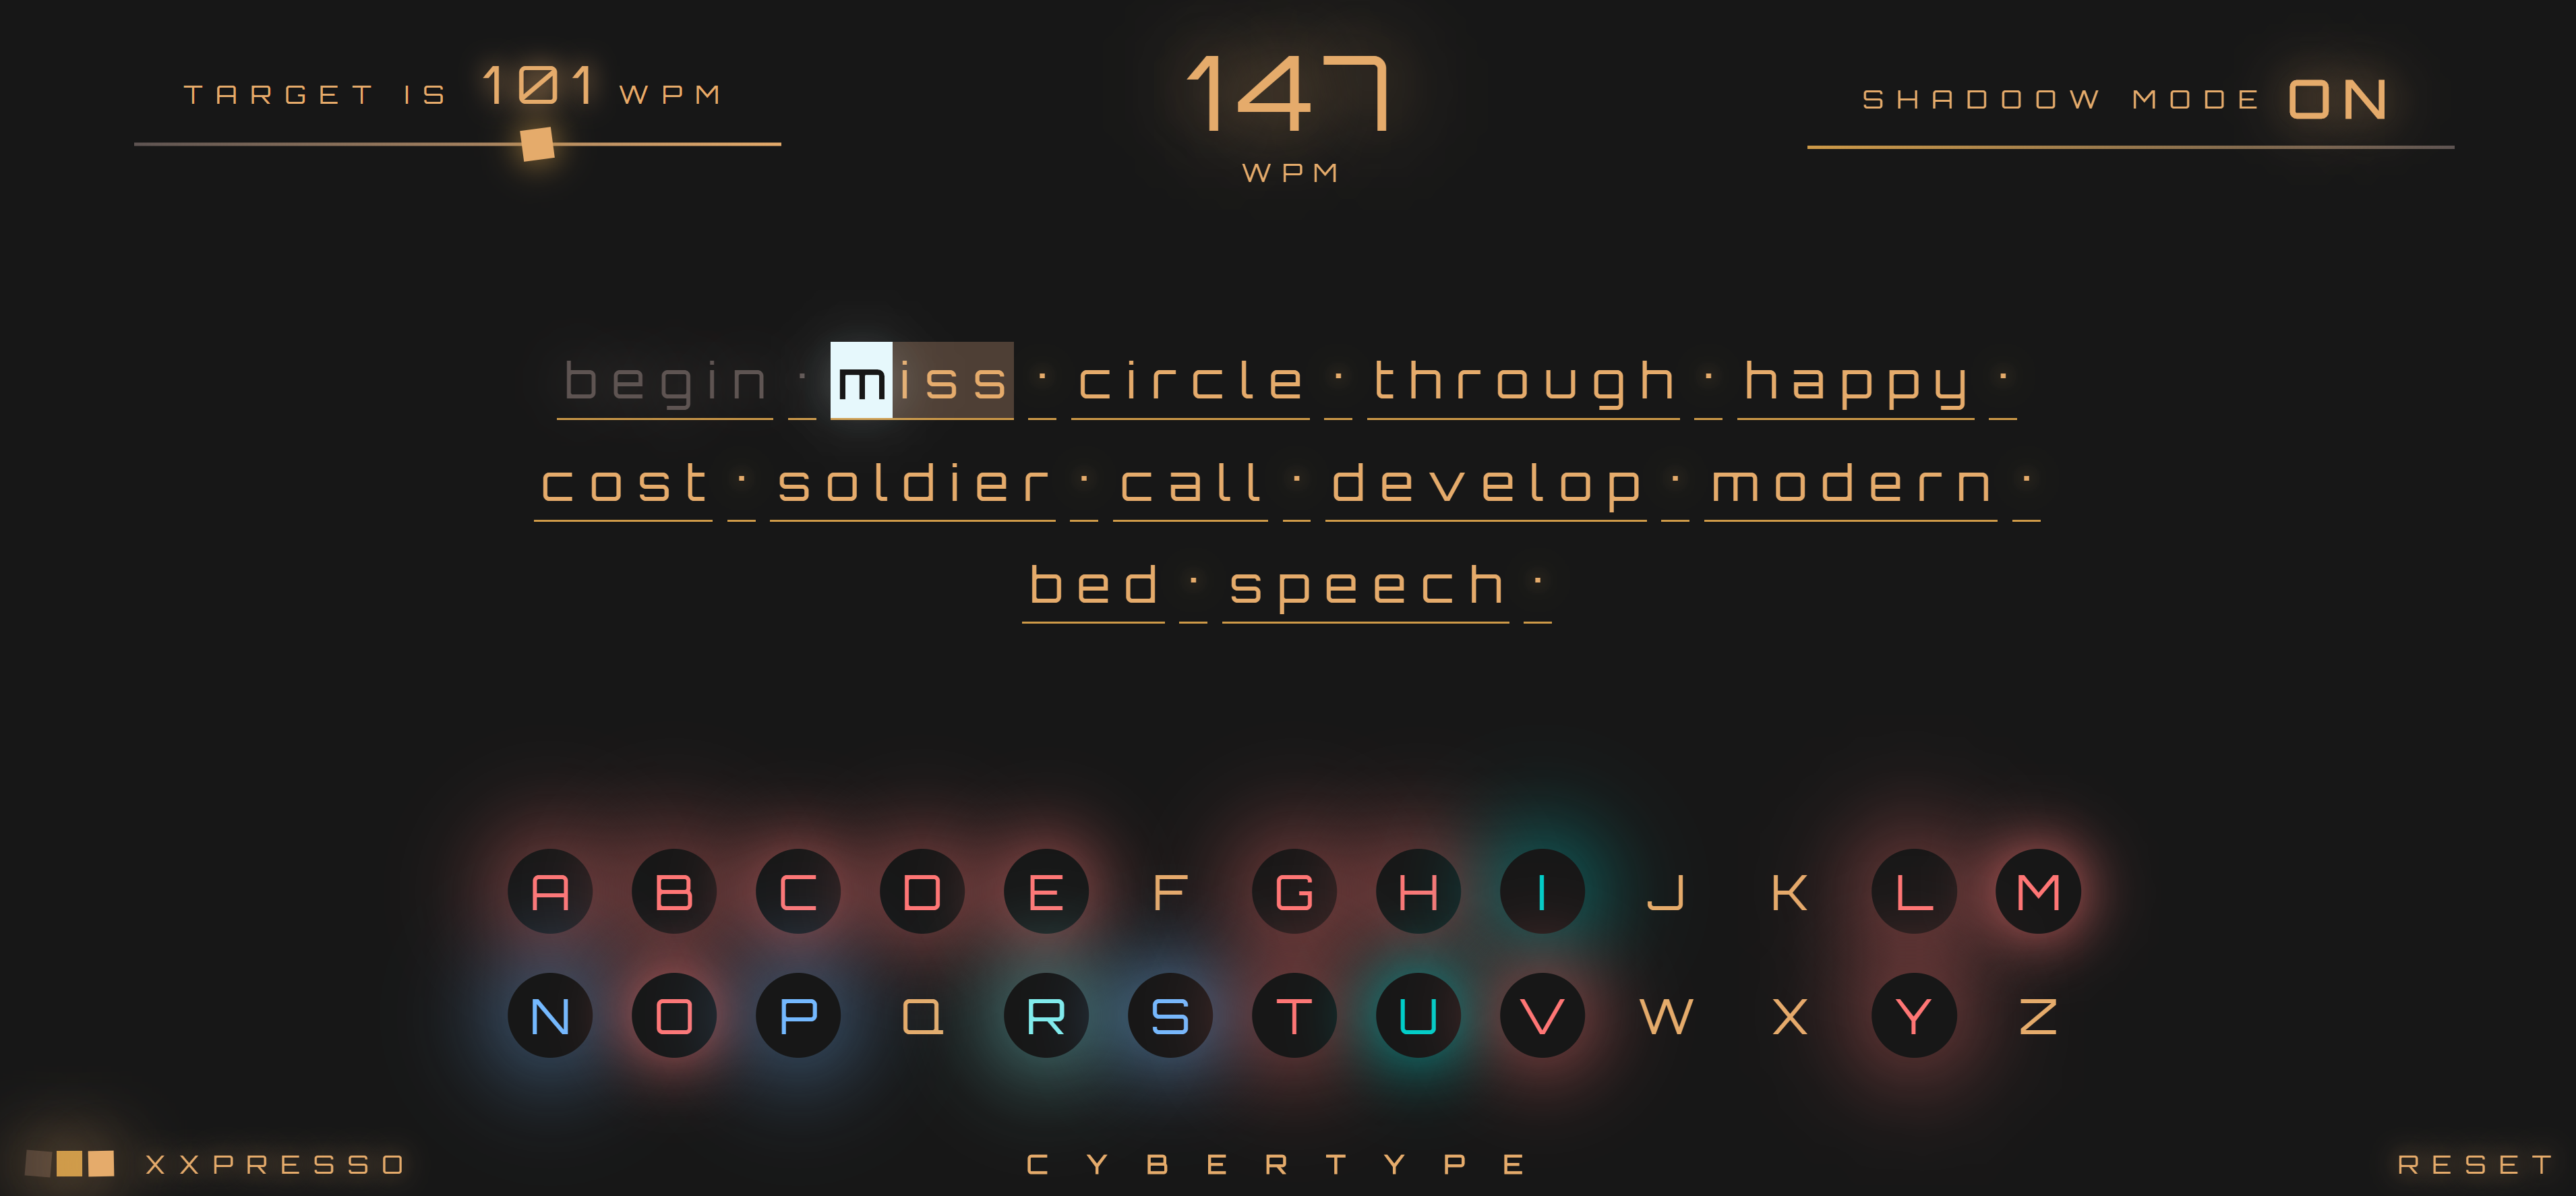 TARGET IS 101 WPM
147
WPM
SHADOOW MODE ON
begin · miss · circle · through · happy ·
cost · soldier · call · develop · modern ·
bed · speech ·
A B C D E F G H I J K L M
N O P Q R S T U V W X Y Z
XXPRESSO
CYBERTYPE
RESET